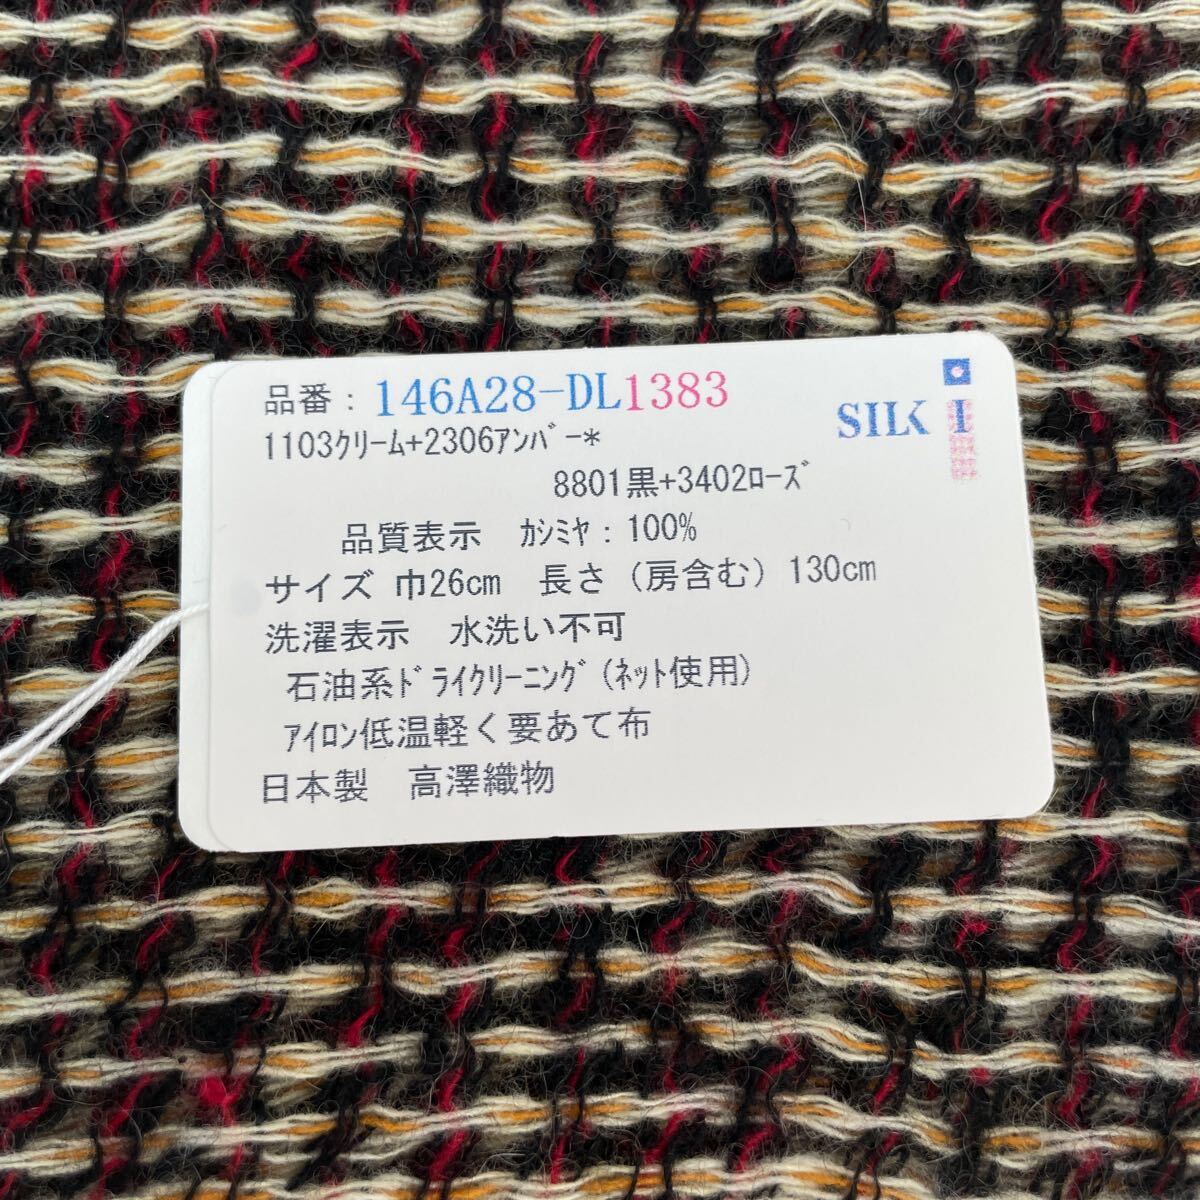 品番：146A28-DL1383
SILK I
1103ｸﾘｰﾑ+2306ｱﾝﾊﾞｰ*
8801黒+3402ﾛｰｽﾞ
品質表示　ｶｼﾐﾔ：100%
サイズ 巾26cm　長さ（房含む）130cm
洗濯表示　水洗い不可
石油系ﾄﾞﾗｲｸﾘｰﾆﾝｸﾞ(ﾈｯﾄ使用)
ｱｲﾛﾝ低温軽く要あて布
日本製　高澤織物